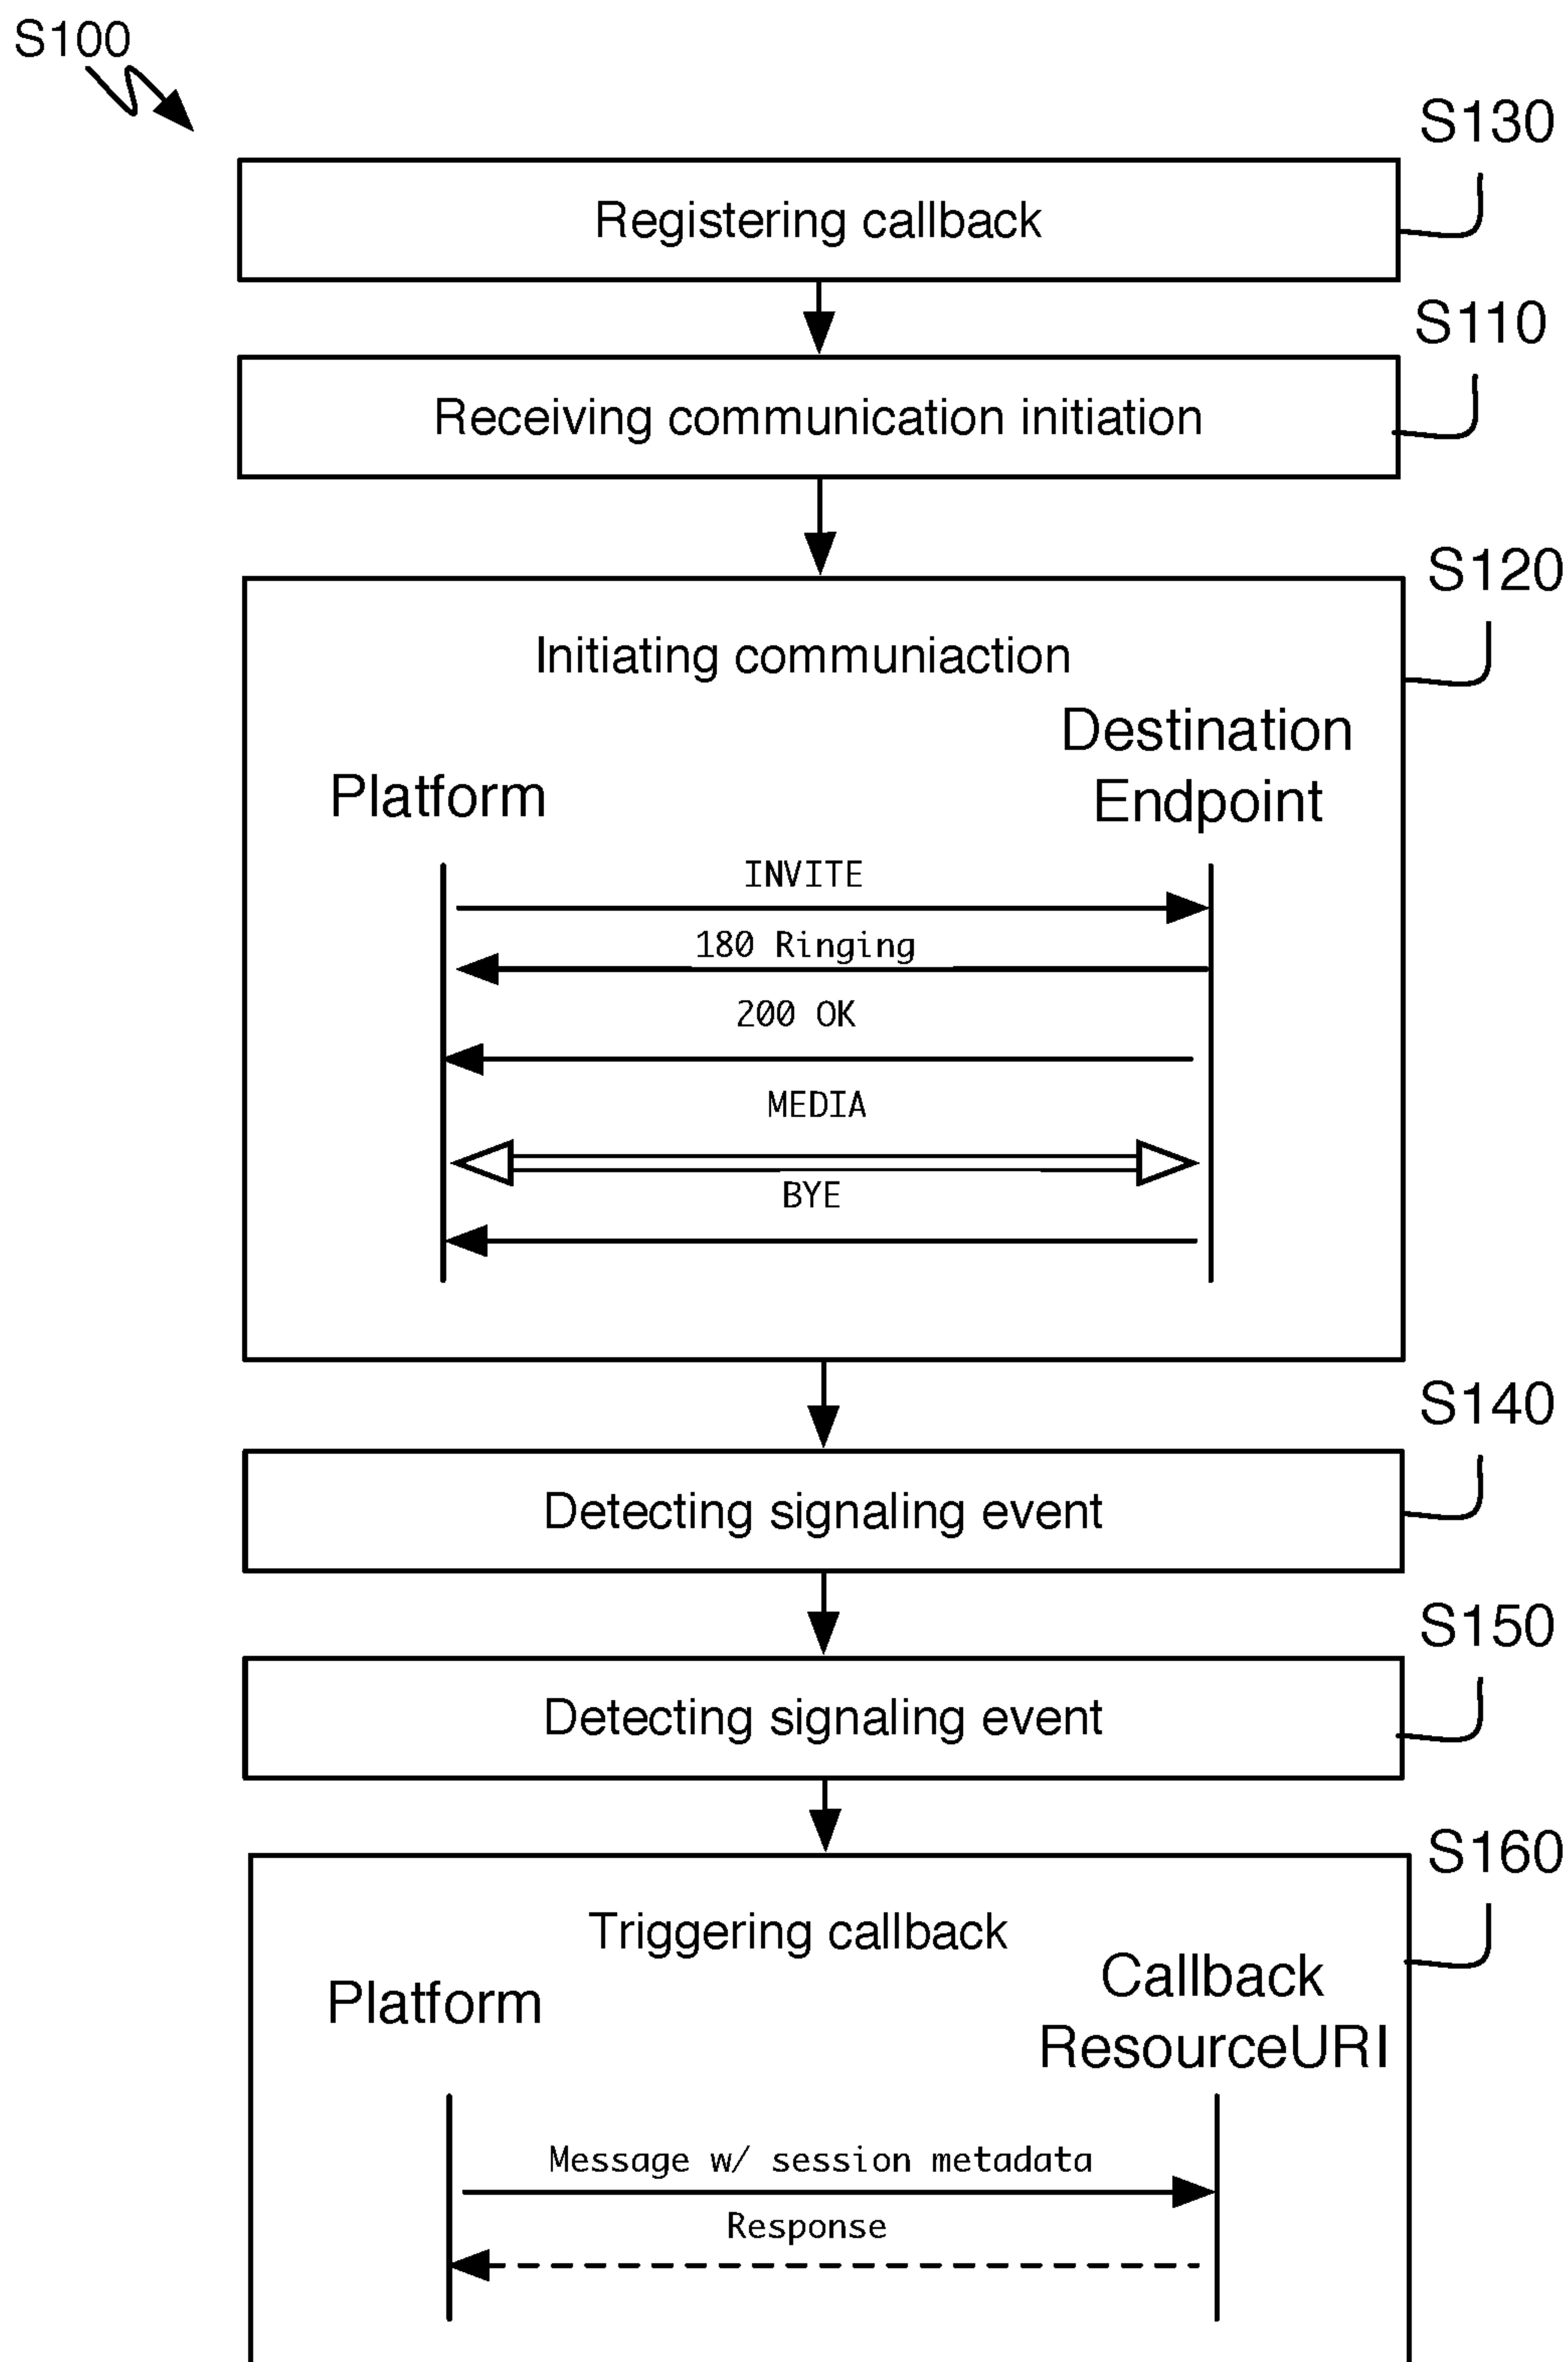 S100
S130
Registering callback
S110
Receiving communication initiation
S120
Initiating communiaction
Destination
Endpoint
Platform
INVITE
180 Ringing
200 OK
MEDIA
BYE
S140
Detecting signaling event
S150
Detecting signaling event
S160
Triggering callback
Callback
ResourceURI
Platform
Message w/ session metadata
Response